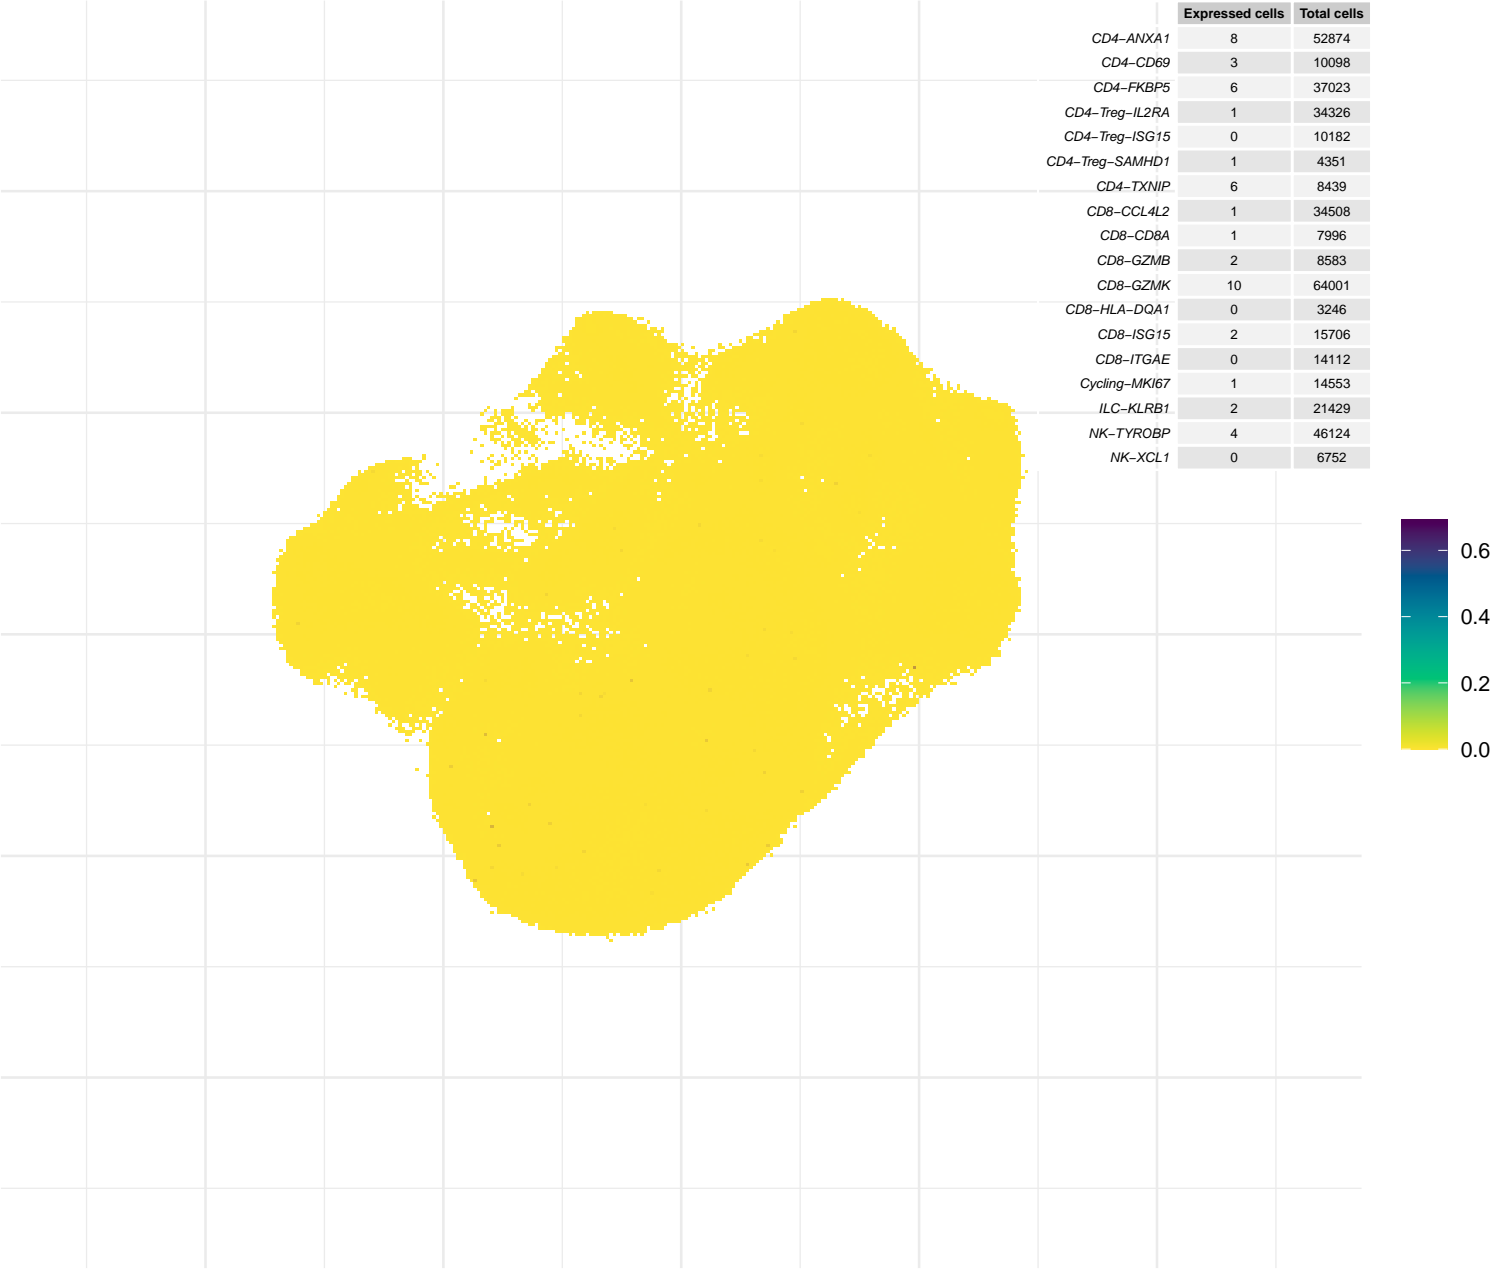 Expressed cells Total cells
CD4−ANXA1 8 52874
CD4−CD69 3 10098
CD4−FKBP5 6 37023
CD4−Treg−IL2RA 1 34326
CD4−Treg−ISG15 0 10182
CD4−Treg−SAMHD1 1 4351
CD4−TXNIP 6 8439
CD8−CCL4L2 1 34508
CD8−CD8A 1 7996
CD8−GZMB 2 8583
CD8−GZMK 10 64001
CD8−HLA−DQA1 0 3246
CD8−ISG15 2 15706
CD8−ITGAE 0 14112
Cycling−MKI67 1 14553
ILC−KLRB1 2 21429
NK−TYROBP 4 46124
NK−XCL1 0 6752
0.6
0.4
0.2
0.0